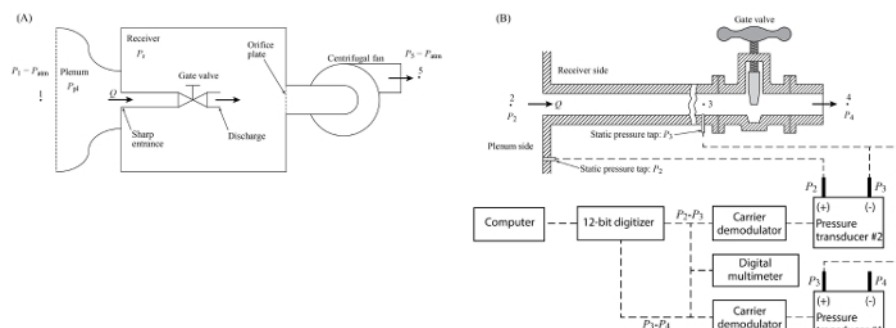 (A)
Receiver
Pr
Orifice
plate
Centrifugal fan
P5 – Patm
5
P1 – Patm
1
Plenum
Ppl
Gate valve
Q
Sharp
entrance
Discharge
(B)
Gate valve
Receiver side
2
P2
Q
3
4
P4
Static pressure tap: P3
Plenum side
Static pressure tap: P2
P2
P3
(+)
(-)
Pressure
transducer #2
Computer
12-bit digitizer
P2-P3
Carrier
demodulator
Digital
multimeter
P3
P4
(+)
(-)
Pressure
P3-P4
Carrier
demodulator